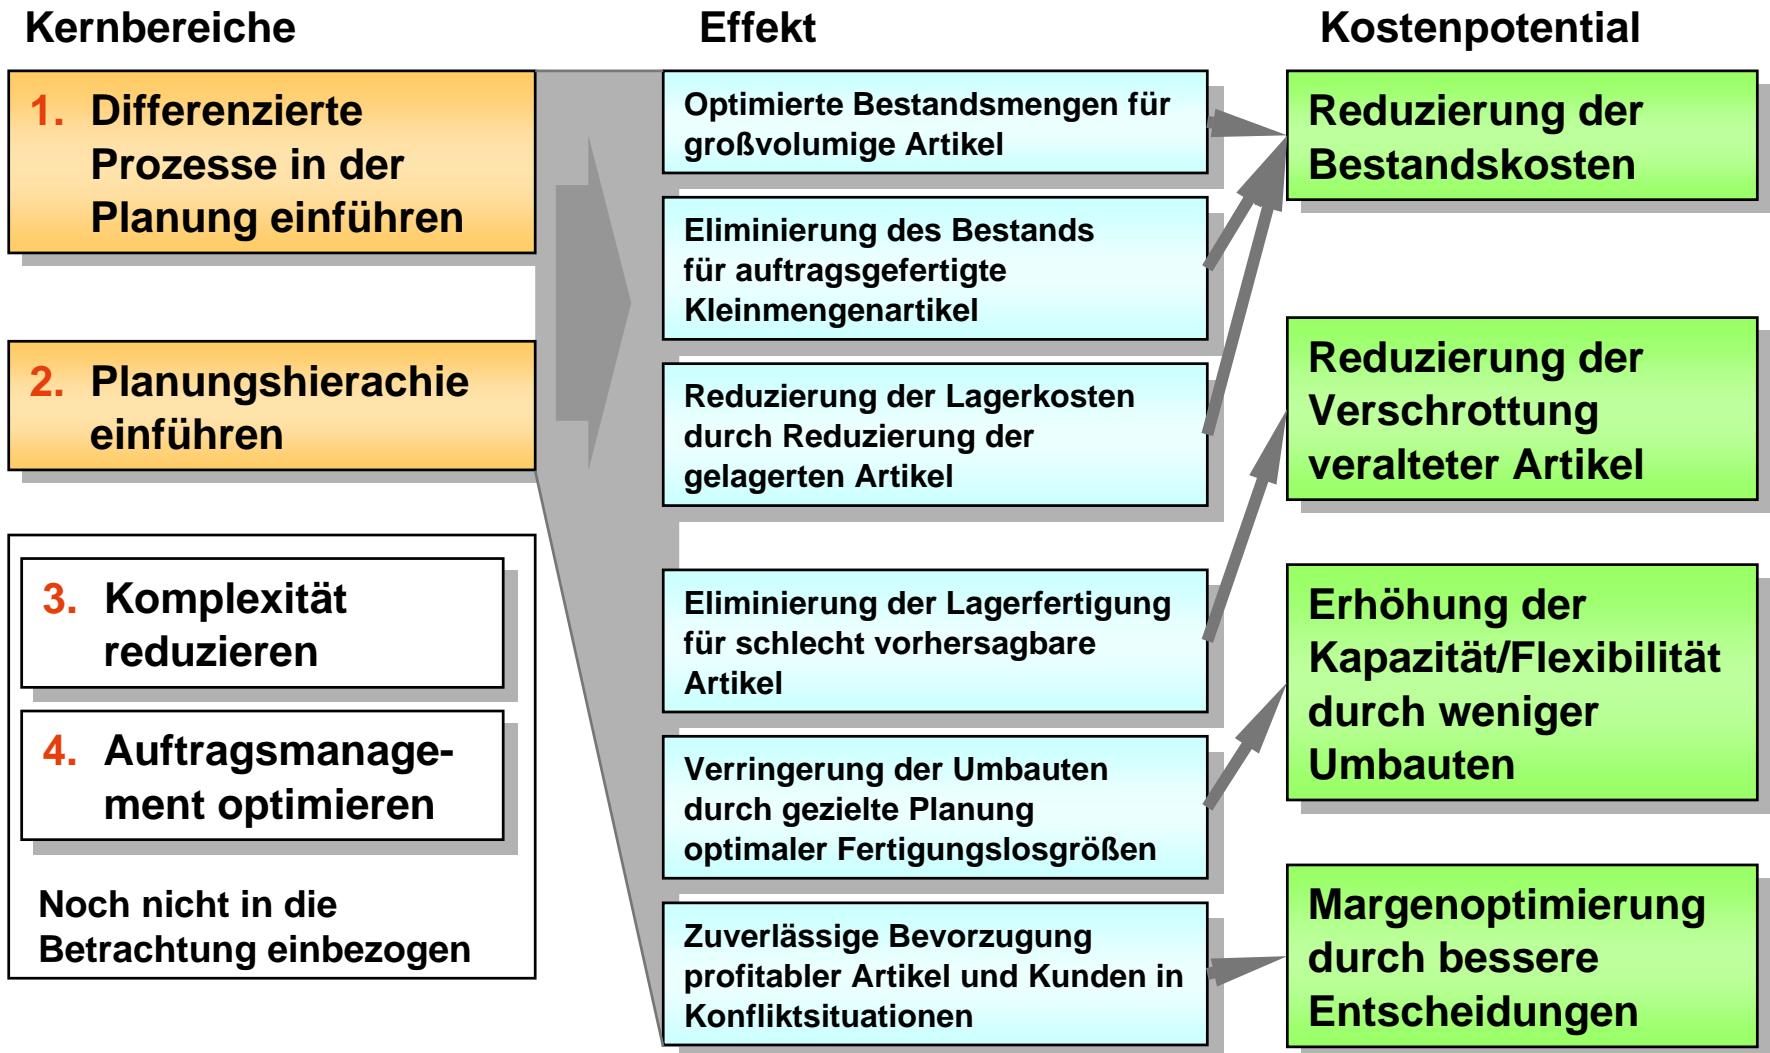 Kernbereiche
1. Differenzierte
Prozesse in der
Planung einführen
2. Planungshierachie
einführen
3. Komplexität
reduzieren
4. Auftragsmanage-
ment optimieren
Noch nicht in die
Betrachtung einbezogen
Effekt
Optimierte Bestandsmengen für
großvolumige Artikel
Eliminierung des Bestands
für auftragsgefertigte
Kleinmengenartikel
Reduzierung der Lagerkosten
durch Reduzierung der
gelagerten Artikel
Eliminierung der Lagerfertigung
für schlecht vorhersagbare
Artikel
Verringerung der Umbauten
durch gezielte Planung
optimaler Fertigungslosgrößen
Zuverlässige Bevorzugung
profitabler Artikel und Kunden in
Konfliktsituationen
Kostenpotential
Reduzierung der
Bestandskosten
Reduzierung der
Verschrottung
veralteter Artikel
Erhöhung der
Kapazität/Flexibilität
durch weniger
Umbauten
Margenoptimierung
durch bessere
Entscheidungen